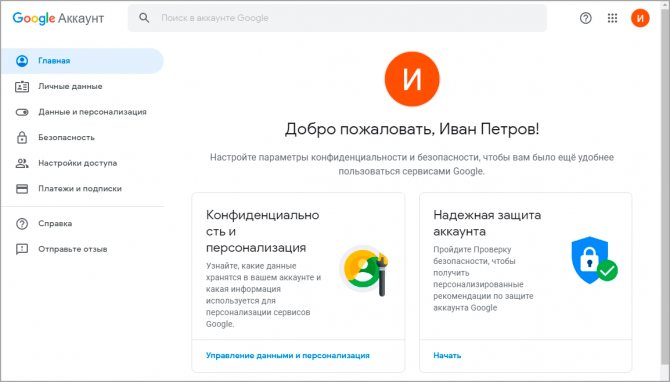 Google Аккаунт
Поиск в аккаунте Google
И
Главная
Личные данные
Данные и персонализация
Безопасность
Настройки доступа
Платежи и подписки
Справка
Отправьте отзыв
И
Добро пожаловать, Иван Петров!
Настройте параметры конфиденциальности и безопасности, чтобы вам было ещё удобнее
пользоваться сервисами Google.
Конфиденциально
сть и
персонализация
Узнайте, какие данные
хранятся в вашем аккаунте и
какая информация
используется для
персонализации сервисов
Google.
Управление данными и персонализация
Надежная защита
аккаунта
Пройдите Проверку
безопасности, чтобы
получить
персонализированные
рекомендации по защите
аккаунта Google
Начать